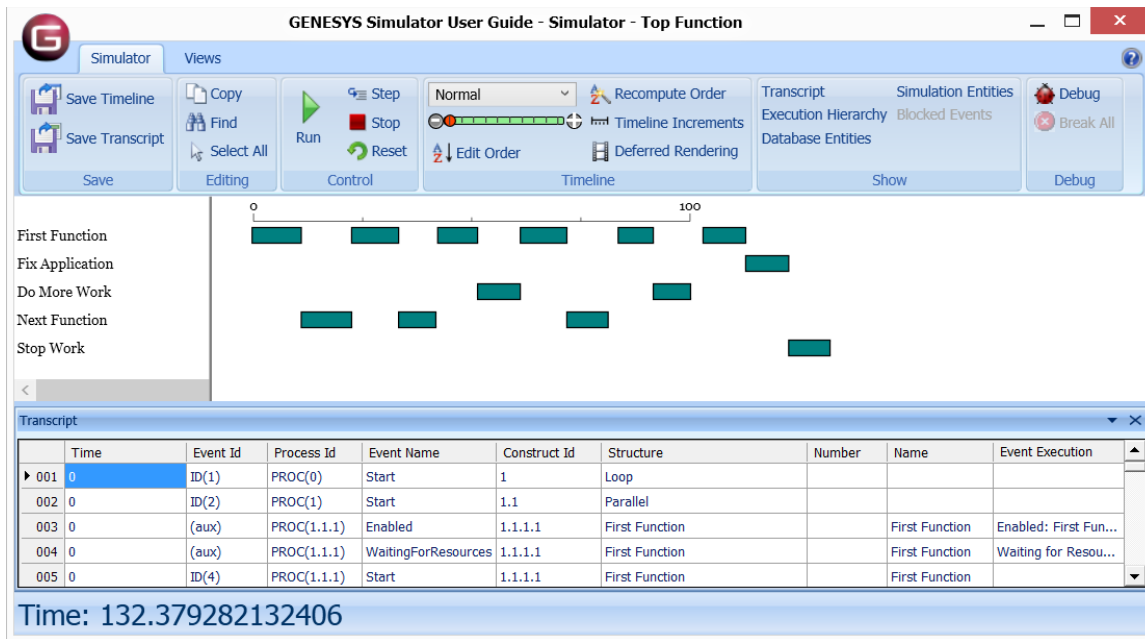 GENESYS Simulator User Guide - Simulator - Top Function
Simulator Views
Save Timeline
Save Transcript
Save
Copy
Find
Select All
Editing
Run
Step
Stop
Reset
Control
Normal
Edit Order
Recompute Order
Timeline Increments
Deferred Rendering
Timeline
Transcript Simulation Entities
Execution Hierarchy Blocked Events
Database Entities
Show
Debug
Break All
Debug
0 100
First Function
Fix Application
Do More Work
Next Function
Stop Work
Transcript
Time Event Id Process Id Event Name Construct Id Structure Number Name Event Execution
001 0 ID(1) PROC(0) Start 1 Loop
002 0 ID(2) PROC(1) Start 1.1 Parallel
003 0 (aux) PROC(1.1.1) Enabled 1.1.1.1 First Function First Function Enabled: First Fun...
004 0 (aux) PROC(1.1.1) WaitingForResources 1.1.1.1 First Function First Function Waiting for Resou...
005 0 ID(4) PROC(1.1.1) Start 1.1.1.1 First Function First Function
Time: 132.379282132406